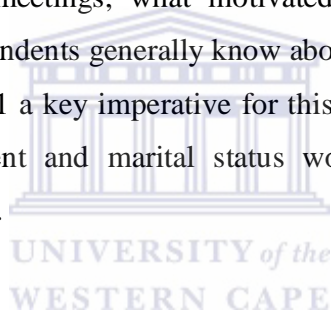 meetings, what motivated
ndents generally know abo
a key imperative for this
ent and marital status wo
UNIVERSITY of the
WESTERN CAPE